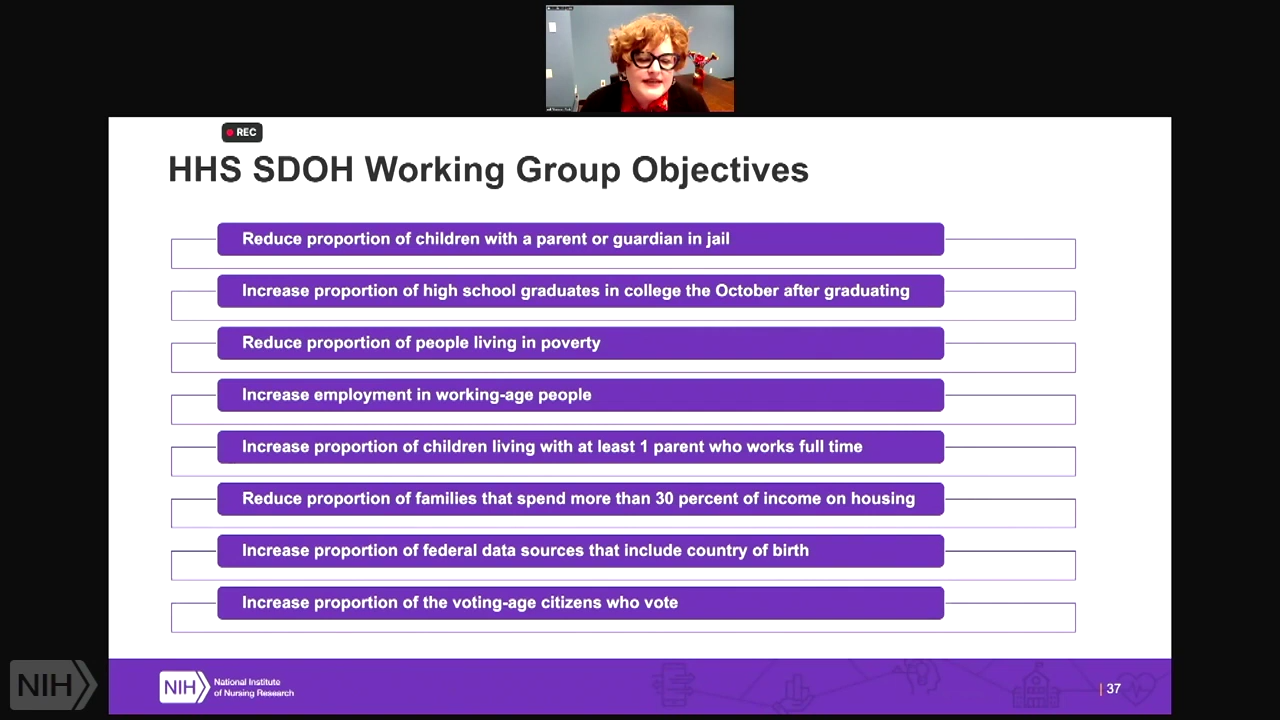 REC
HHS SDOH Working Group Objectives
Reduce proportion of children with a parent or guardian in jail
Increase proportion of high school graduates in college the October after graduating
Reduce proportion of people living in poverty
Increase employment in working-age people
Increase proportion of children living with at least 1 parent who works full time
Reduce proportion of families that spend more than 30 percent of income on housing
Increase proportion of federal data sources that include country of birth
Increase proportion of the voting-age citizens who vote
NIH
NIH
National Institute
of Nursing Research
37